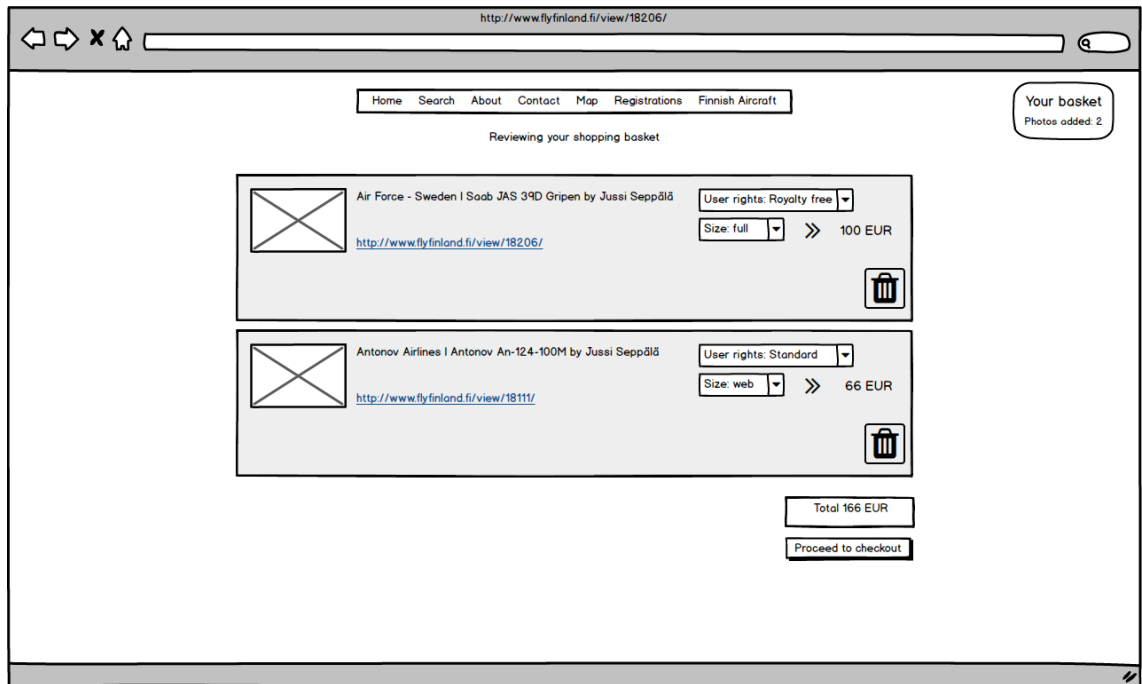 http://www.flyfinland.fi/view/18206/
Home Search About Contact Map Registrations Finnish Aircraft
Your basket
Photos added: 2
Reviewing your shopping basket
Air Force - Sweden | Saab JAS 39D Gripen by Jussi Seppälä
User rights: Royalty free
Size: full
100 EUR
http://www.flyfinland.fi/view/18206/
Antonov Airlines | Antonov An-124-100M by Jussi Seppälä
User rights: Standard
Size: web
66 EUR
http://www.flyfinland.fi/view/18111/
Total 166 EUR
Proceed to checkout